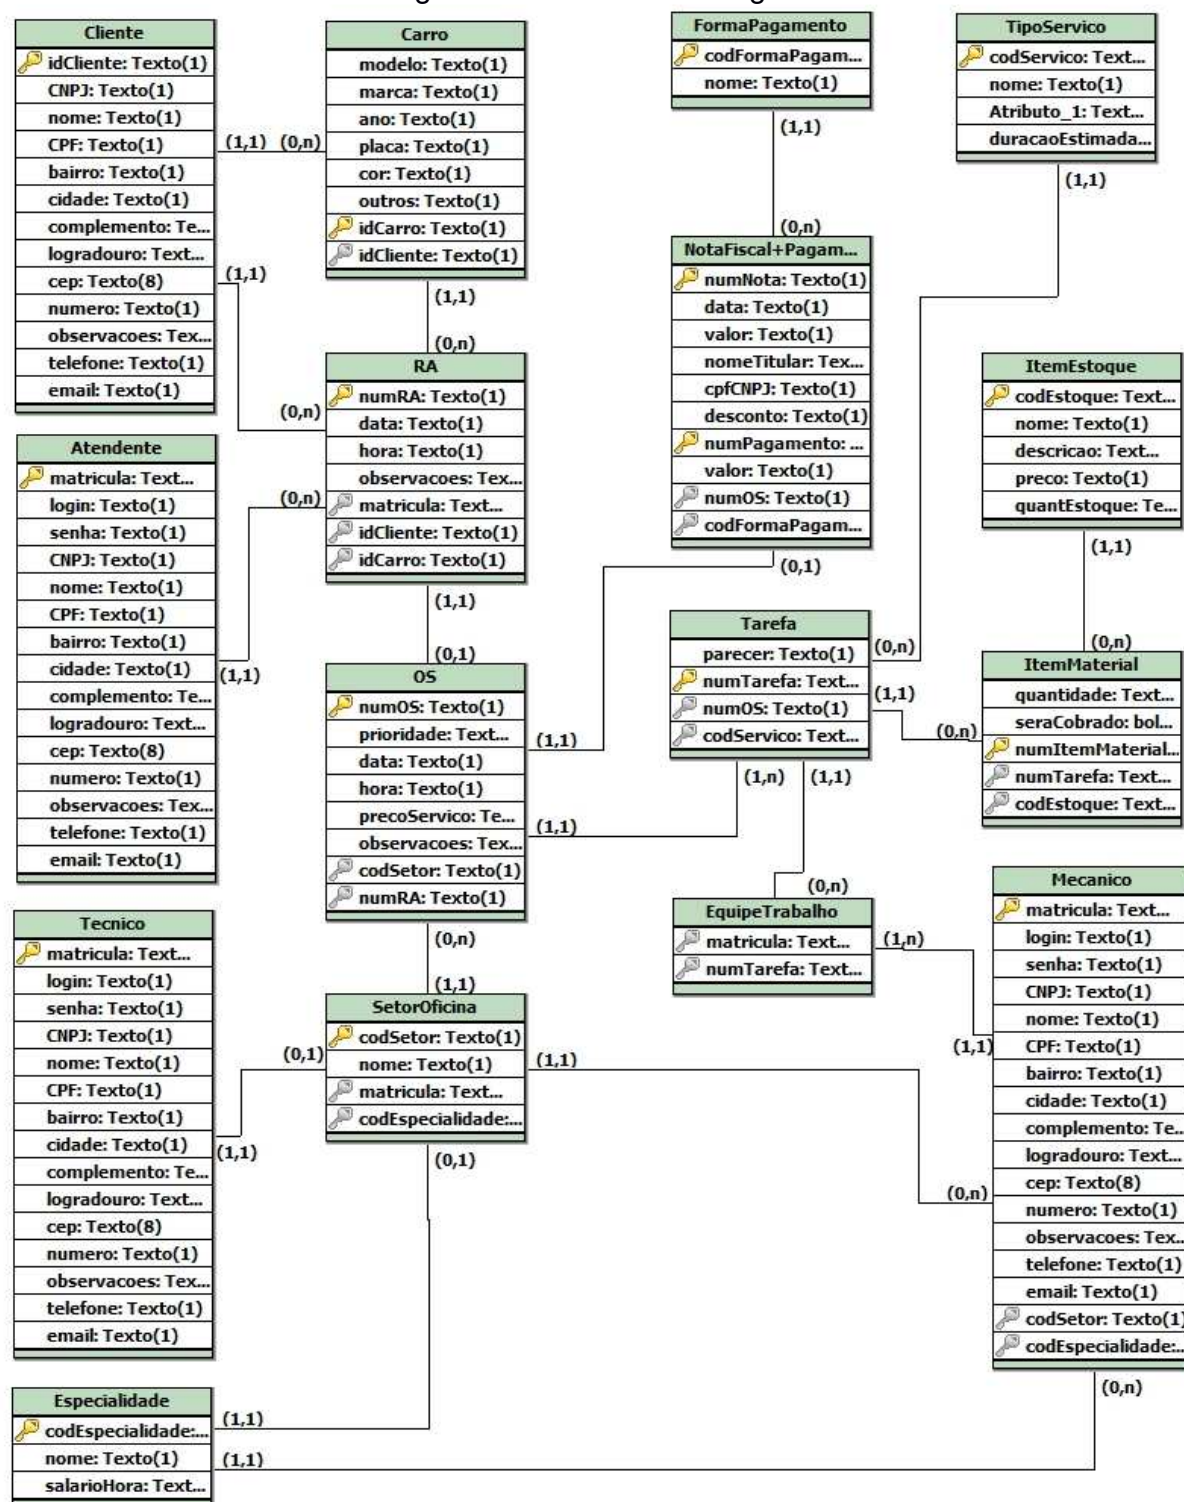 Cliente
idCliente: Texto(1)
CNPJ: Texto(1)
nome: Texto(1)
CPF: Texto(1)
bairro: Texto(1)
cidade: Texto(1)
complemento: Te...
logradouro: Text...
cep: Texto(8)
numero: Texto(1)
observacoes: Tex...
telefone: Texto(1)
email: Texto(1)
(1,1) (0,n)
(1,1)
(0,n)
Carro
modelo: Texto(1)
marca: Texto(1)
ano: Texto(1)
placa: Texto(1)
cor: Texto(1)
outros: Texto(1)
idCarro: Texto(1)
idCliente: Texto(1)
(1,1)
(0,n)
FormaPagamento
codFormaPagam...
nome: Texto(1)
(1,1)
(0,n)
TipoServico
codServico: Text...
nome: Texto(1)
Atributo_1: Text...
duracaoEstimada...
(1,1)
NotaFiscal+Pagam...
numNota: Texto(1)
data: Texto(1)
valor: Texto(1)
nomeTitular: Tex...
cpfCNPJ: Texto(1)
desconto: Texto(1)
numPagamento: ...
valor: Texto(1)
numOS: Texto(1)
codFormaPagam...
(0,1)
RA
numRA: Texto(1)
data: Texto(1)
hora: Texto(1)
observacoes: Tex...
matricula: Text...
idCliente: Texto(1)
idCarro: Texto(1)
(1,1)
(0,1)
ItemEstoque
codEstoque: Text...
nome: Texto(1)
descricao: Text...
preco: Texto(1)
quantEstoque: Te...
(1,1)
(0,n)
Atendente
matricula: Text...
login: Texto(1)
senha: Texto(1)
CNPJ: Texto(1)
nome: Texto(1)
CPF: Texto(1)
bairro: Texto(1)
cidade: Texto(1)
complemento: Te...
logradouro: Text...
cep: Texto(8)
numero: Texto(1)
observacoes: Tex...
telefone: Texto(1)
email: Texto(1)
(0,n)
(1,1)
OS
numOS: Texto(1)
prioridade: Text...
data: Texto(1)
hora: Texto(1)
precoServico: Te...
observacoes: Tex...
codSetor: Texto(1)
numRA: Texto(1)
(1,1)
(1,1)
(0,n)
(1,1)
Tarefa
parecer: Texto(1)
numTarefa: Text...
numOS: Texto(1)
codServico: Text...
(0,n)
(1,1)
(0,n)
(1,n) (1,1)
(0,n)
ItemMaterial
quantidade: Text...
seraCobrado: bol...
numItemMaterial...
numTarefa: Text...
codEstoque: Text...
EquipeTrabalho
matricula: Text...
numTarefa: Text...
(1,n)
(1,1)
Mecanico
matricula: Text...
login: Texto(1)
senha: Texto(1)
CNPJ: Texto(1)
nome: Texto(1)
CPF: Texto(1)
bairro: Texto(1)
cidade: Texto(1)
complemento: Te..
logradouro: Text...
cep: Texto(8)
numero: Texto(1)
observacoes: Tex..
telefone: Texto(1)
email: Texto(1)
codSetor: Texto(1)
codEspecialidade:..
(0,n)
(0,n)
Tecnico
matricula: Text...
login: Texto(1)
senha: Texto(1)
CNPJ: Texto(1)
nome: Texto(1)
CPF: Texto(1)
bairro: Texto(1)
cidade: Texto(1)
complemento: Te...
logradouro: Text...
cep: Texto(8)
numero: Texto(1)
observacoes: Tex...
telefone: Texto(1)
email: Texto(1)
(0,1)
(1,1)
SetorOficina
codSetor: Texto(1)
nome: Texto(1)
matricula: Text...
codEspecialidade:...
(1,1)
(0,1)
Especialidade
codEspecialidade:...
nome: Texto(1)
salarioHora: Text...
(1,1)
(1,1)